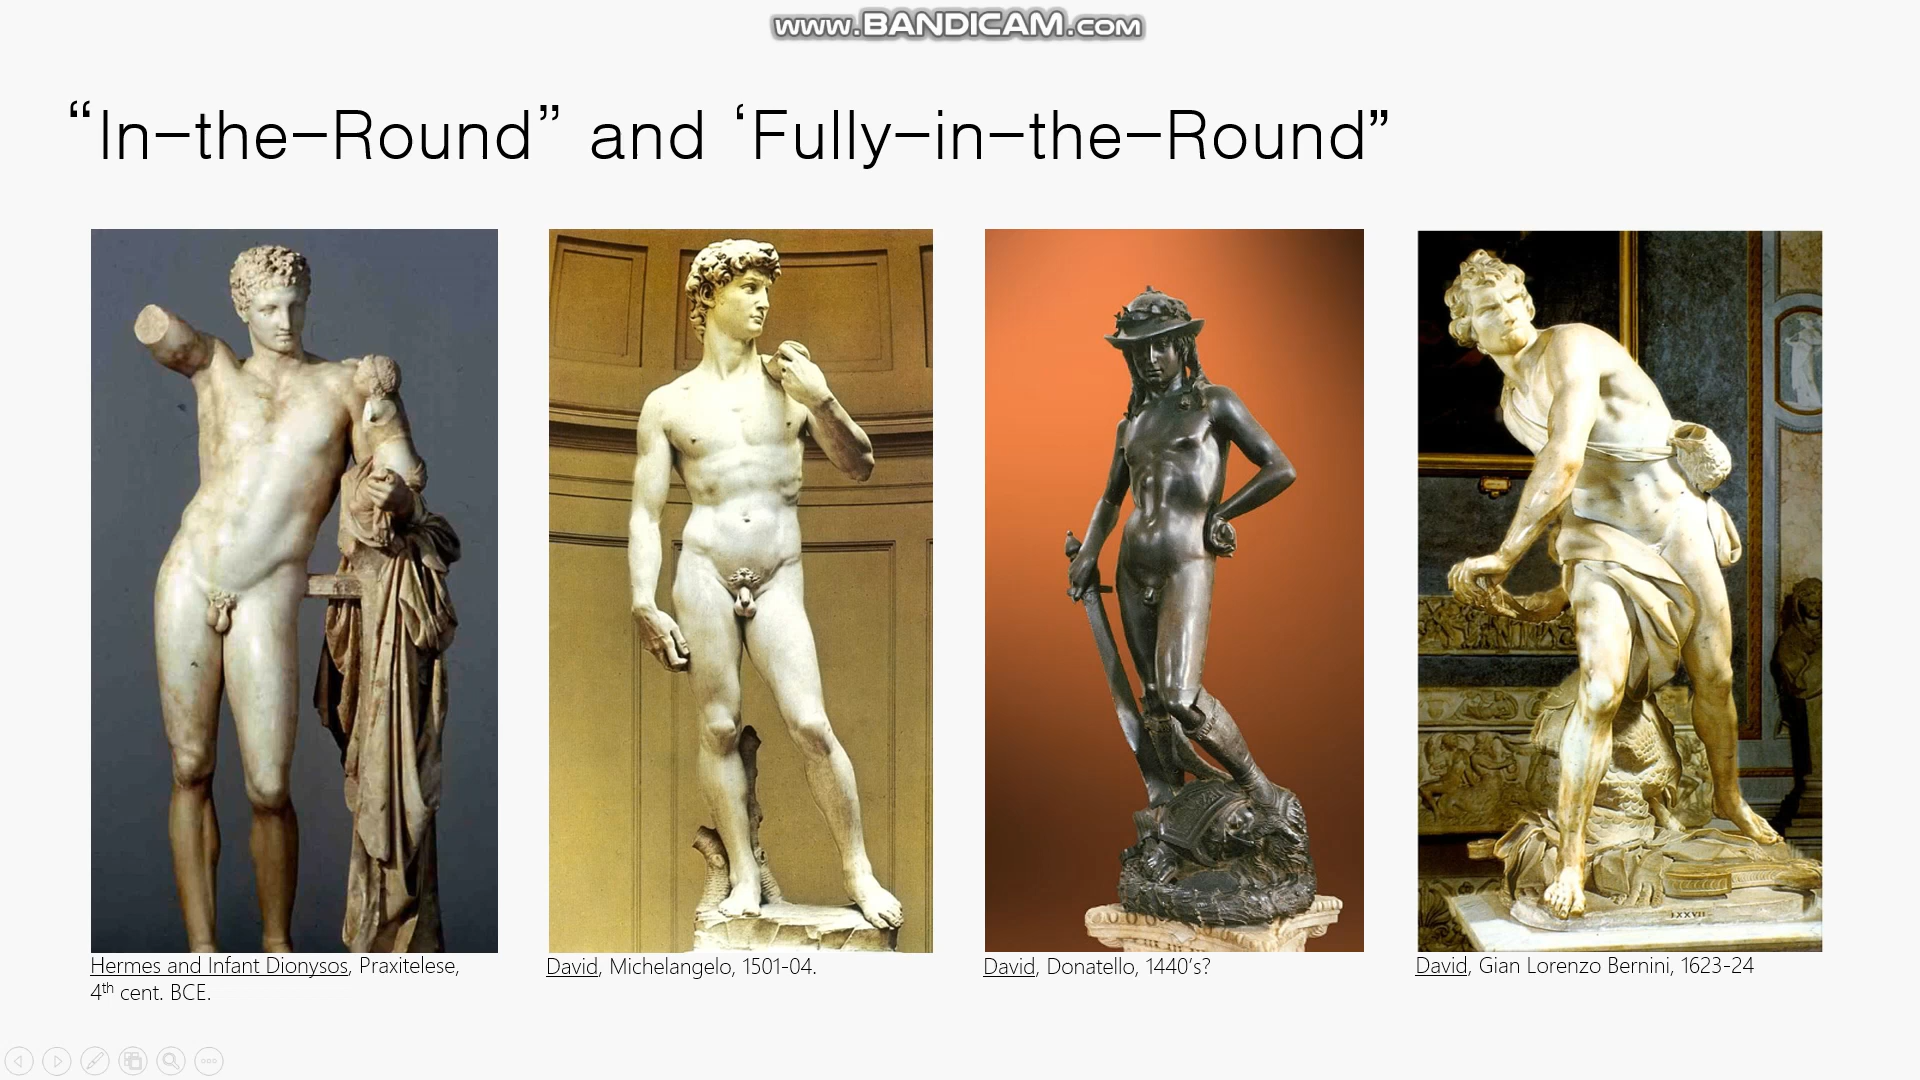 www.BANDICAM.com
“In-the-Round” and ‘Fully-in-the-Round”
Hermes and Infant Dionysos, Praxitelese,
4th cent. BCE.
David, Michelangelo, 1501-04.
David, Donatello, 1440’s?
David, Gian Lorenzo Bernini, 1623-24
IXXVII